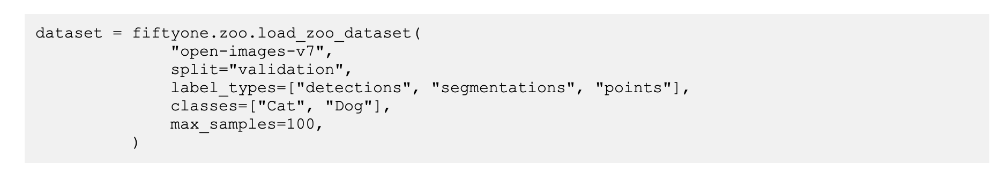 dataset = fiftyone.zoo.load_zoo_dataset(
"open-images-v7",
split="validation",
label_types=["detections", "segmentations", "points"],
classes=["Cat", "Dog"],
max_samples=100,
)